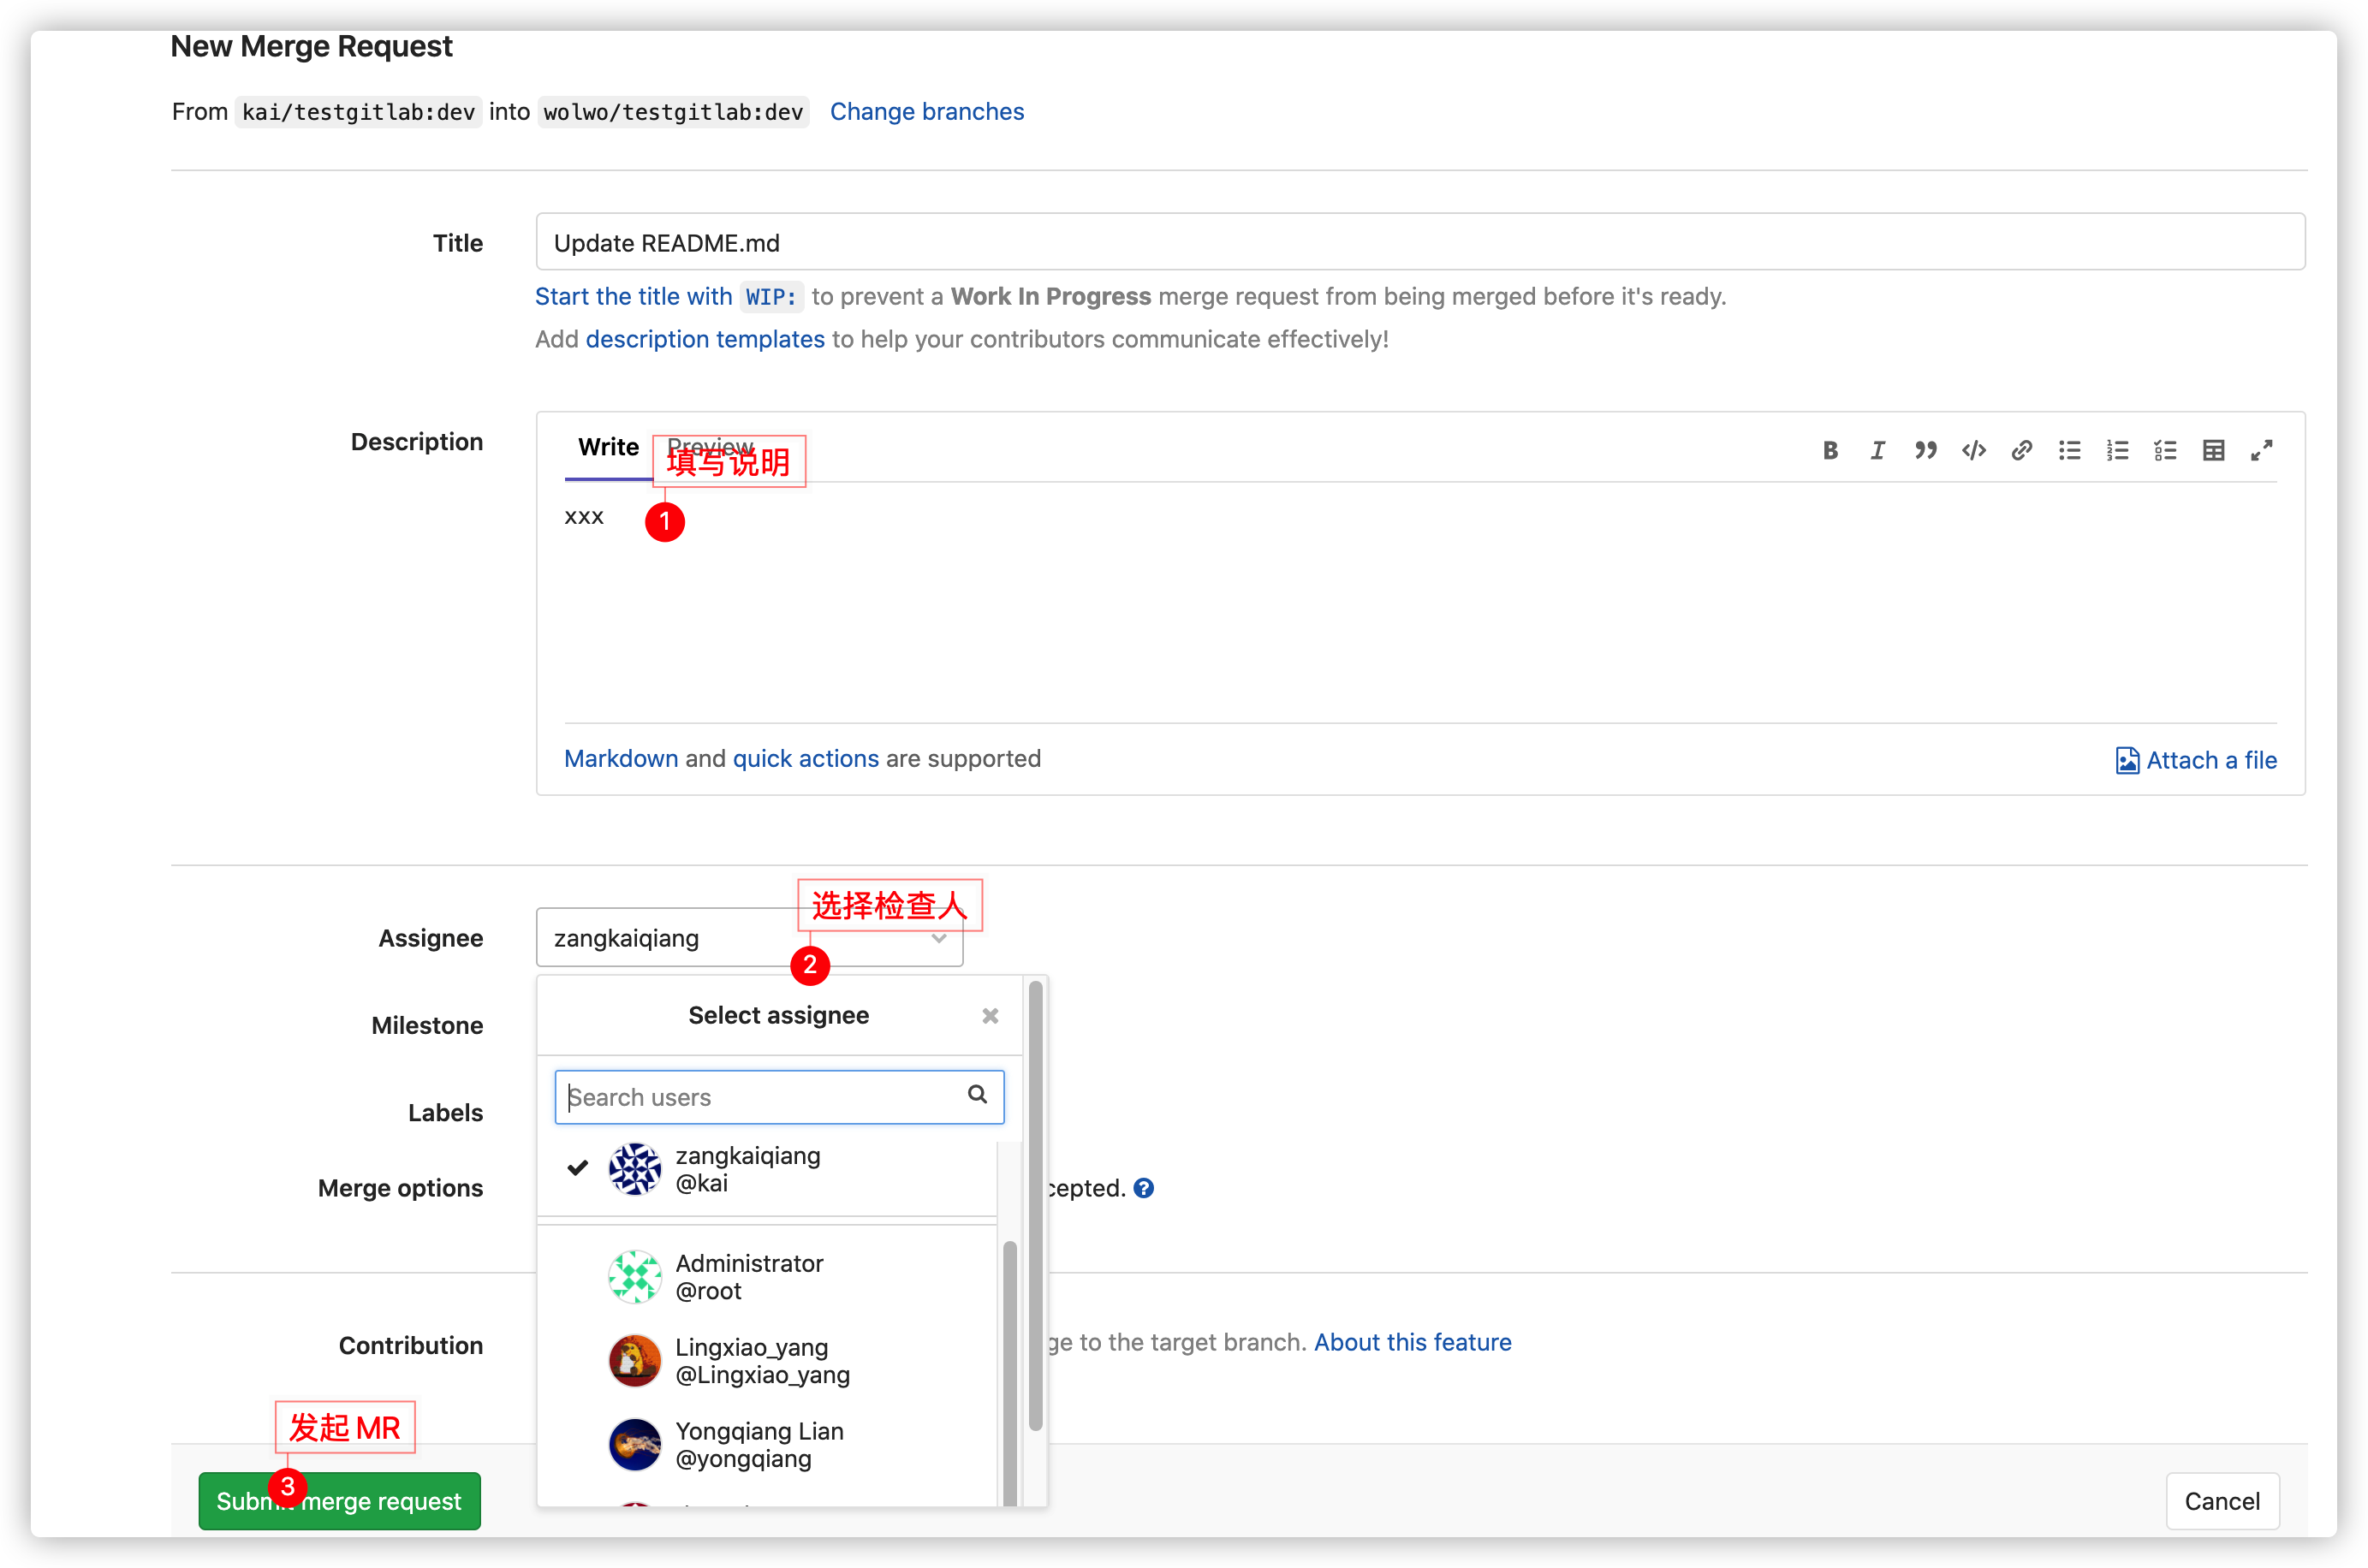 New Merge Request
From kai/testgitlab:dev into wolwo/testgitlab:dev Change branches
Title
Update README.md
Start the title with WIP: to prevent a Work In Progress merge request from being merged before it's ready.
Add description templates to help your contributors communicate effectively!
Description
Write Preview
填写说明
xxx
1
Markdown and quick actions are supported
Attach a file
选择检查人
Assignee
zangkaiqiang
2
Select assignee
Milestone
Search users
Labels
zangkaiqiang
@kai
Merge options
cepted.
Administrator
@root
Lingxiao_yang
@Lingxiao_yang
Contribution
ge to the target branch. About this feature
Yongqiang Lian
@yongqiang
发起 MR
3
Submit merge request
Cancel